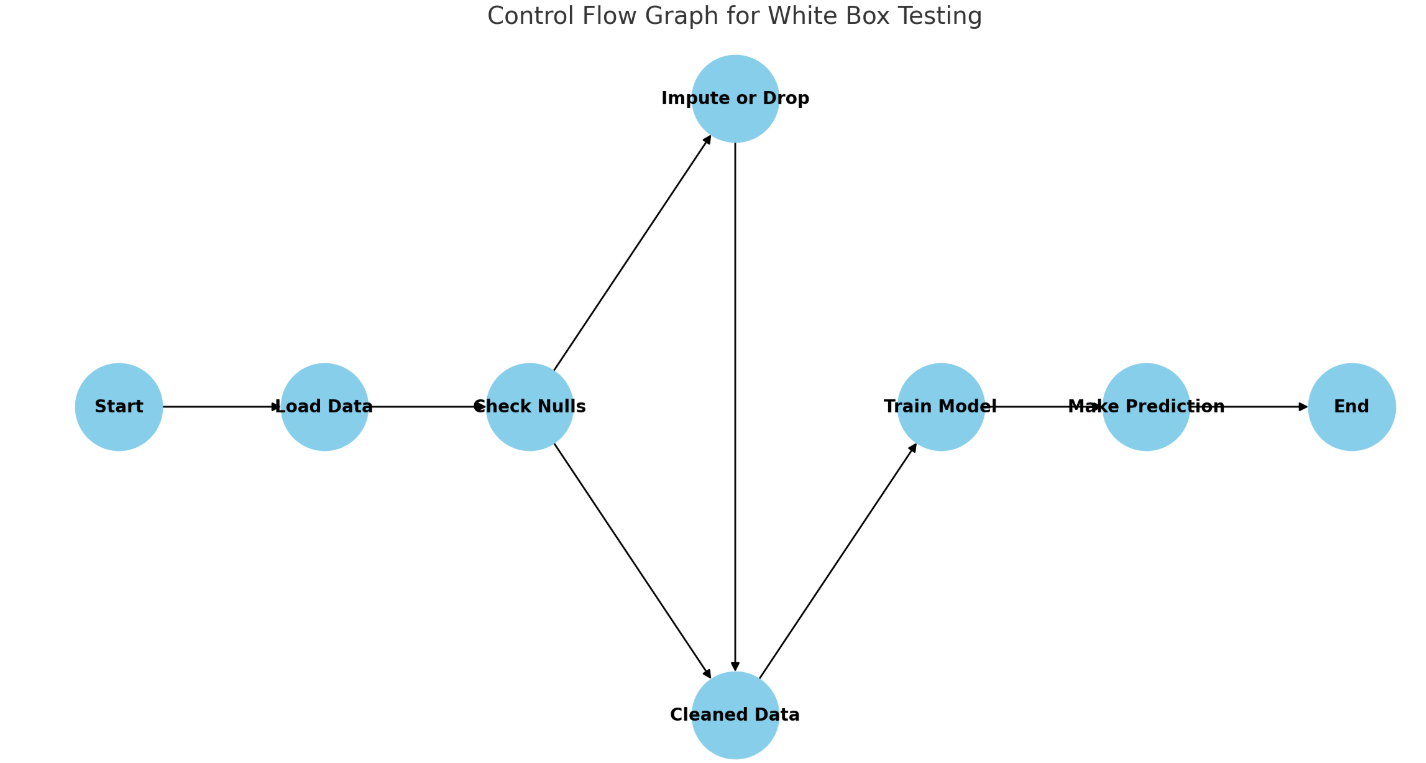 Control Flow Graph for White Box Testing
Impute or Drop
Start
Load Data
Check Nulls
Train Model
Make Prediction
End
Cleaned Data